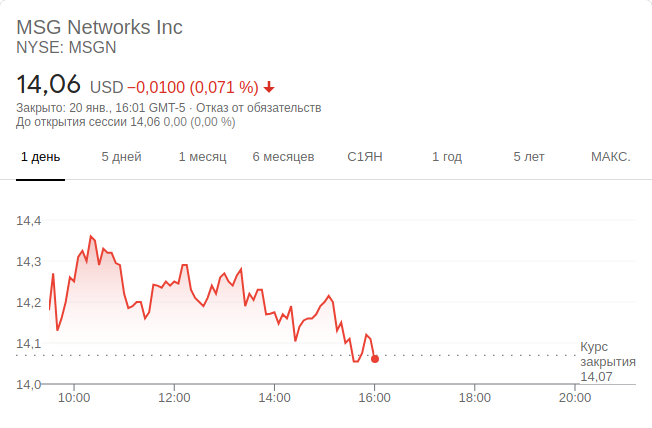 MSG Networks Inc
NYSE: MSGN
14,06 USD −0,0100 (0,071 %)
Закрыто: 20 янв., 16:01 GMT-5 · Отказ от обязательств
До открытия сессии 14,06 0,00 (0,00 %)
1 день 5 дней 1 месяц 6 месяцев С1ЯН 1 год 5 лет МАКС.
14,4
14,3
14,2
14,1
Курс
закрытия
14,07
14,0
10:00 12:00 14:00 16:00 18:00 20:00